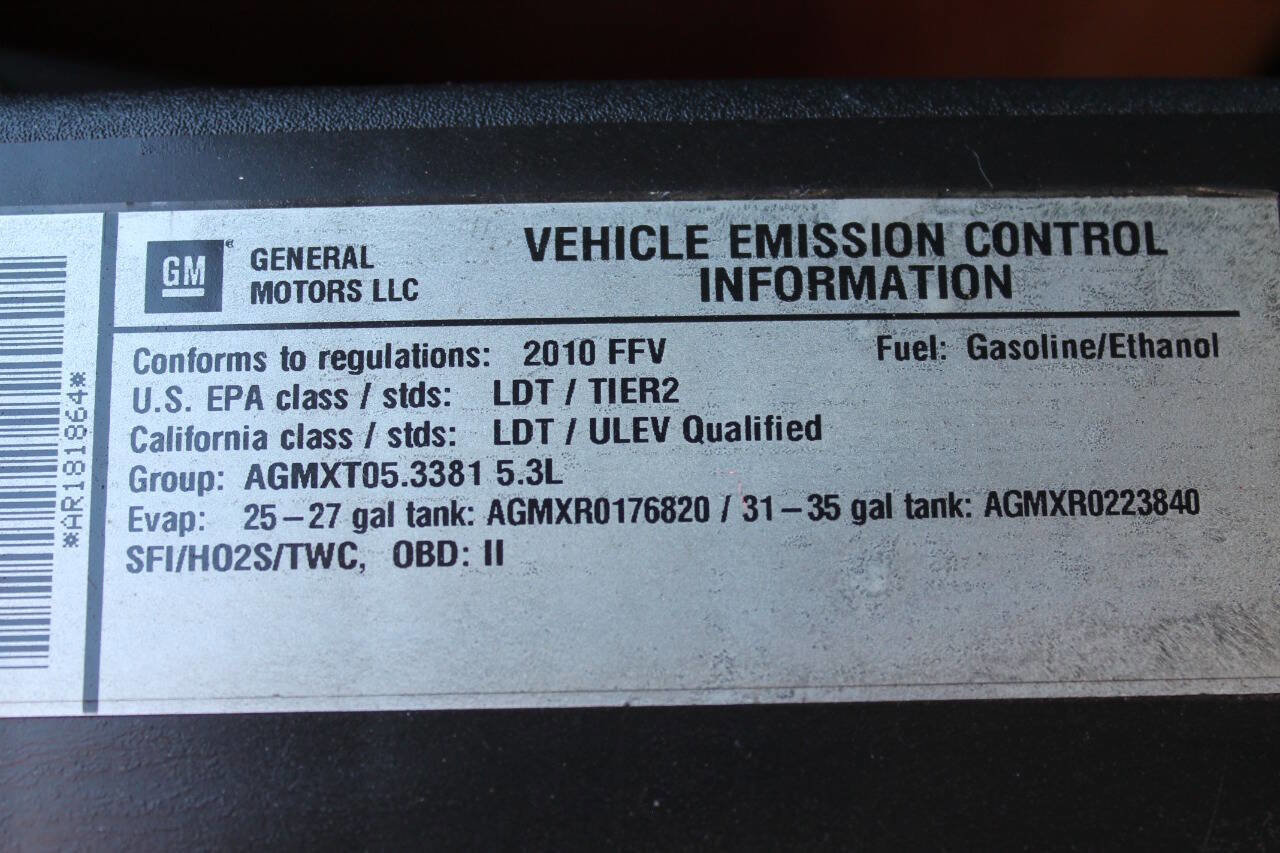 *AR181864*
GM
GENERAL
MOTORS LLC
VEHICLE EMISSION CONTROL
INFORMATION
Conforms to regulations: 2010 FFV
Fuel: Gasoline/Ethanol
U.S. EPA class / stds: LDT / TIER2
California class / stds: LDT / ULEV Qualified
Group: AGMXT05.3381 5.3L
Evap: 25–27 gal tank: AGMXR0176820 / 31–35 gal tank: AGMXR0223840
SFI/HO2S/TWC, OBD: II